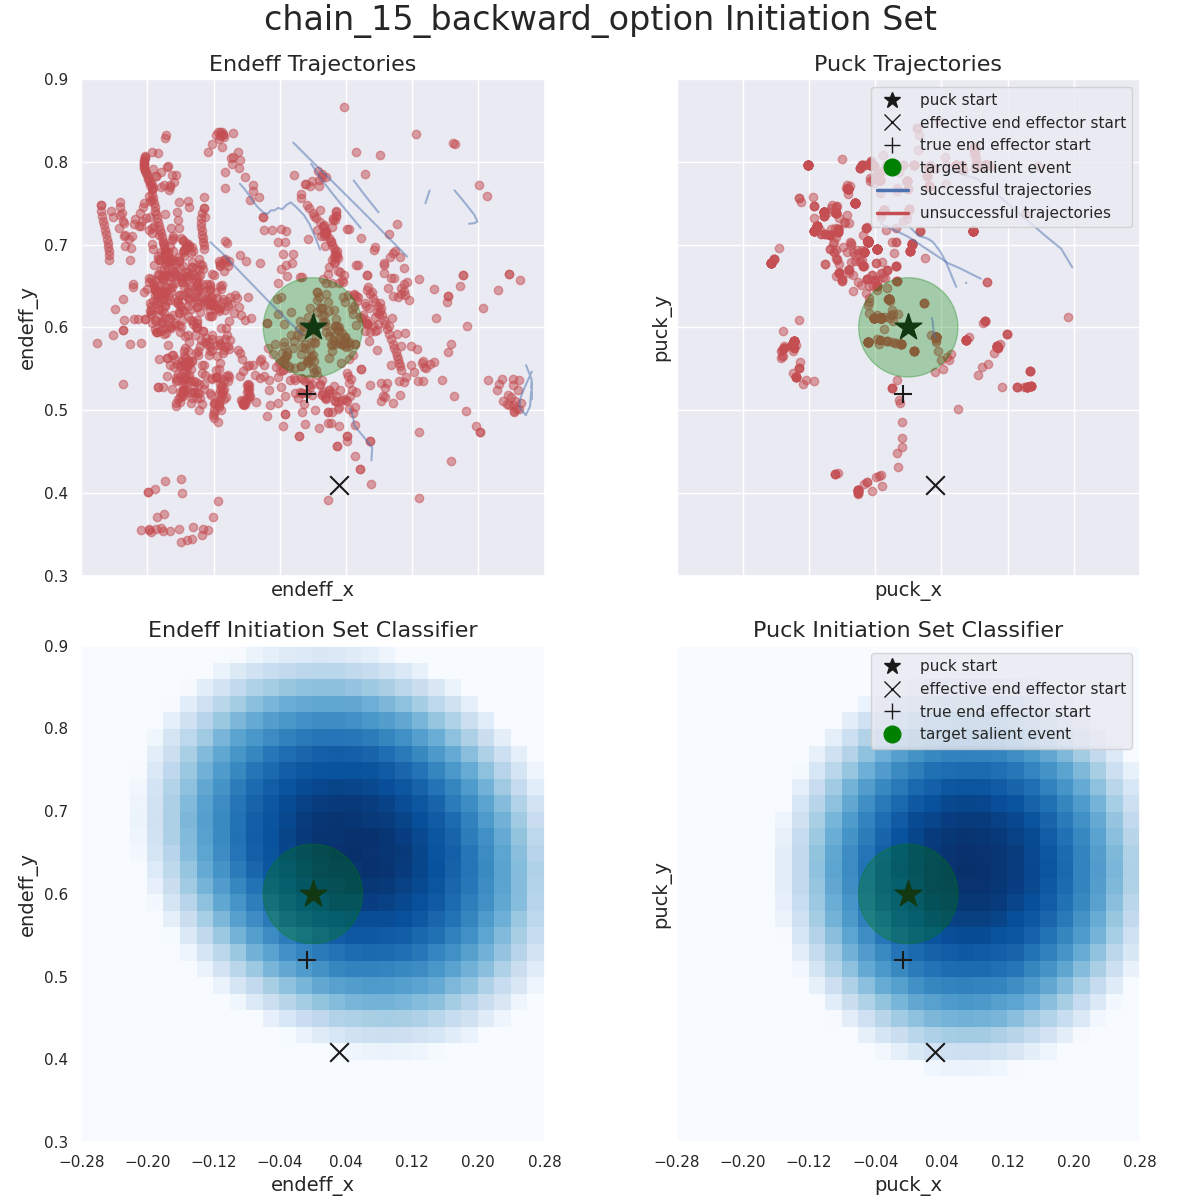 chain_15_backward_option Initiation Set
Endeff Trajectories
0.9
0.8
0.7
0.6
0.5
0.4
0.3
endeff_y
endeff_x
Puck Trajectories
puck start
effective end effector start
true end effector start
target salient event
successful trajectories
unsuccessful trajectories
puck_y
puck_x
Endeff Initiation Set Classifier
0.9
0.8
0.7
0.6
0.5
0.4
0.3
endeff_y
−0.28 −0.20 −0.12 −0.04 0.04 0.12 0.20 0.28
endeff_x
Puck Initiation Set Classifier
puck start
effective end effector start
true end effector start
target salient event
puck_y
−0.28 −0.20 −0.12 −0.04 0.04 0.12 0.20 0.28
puck_x